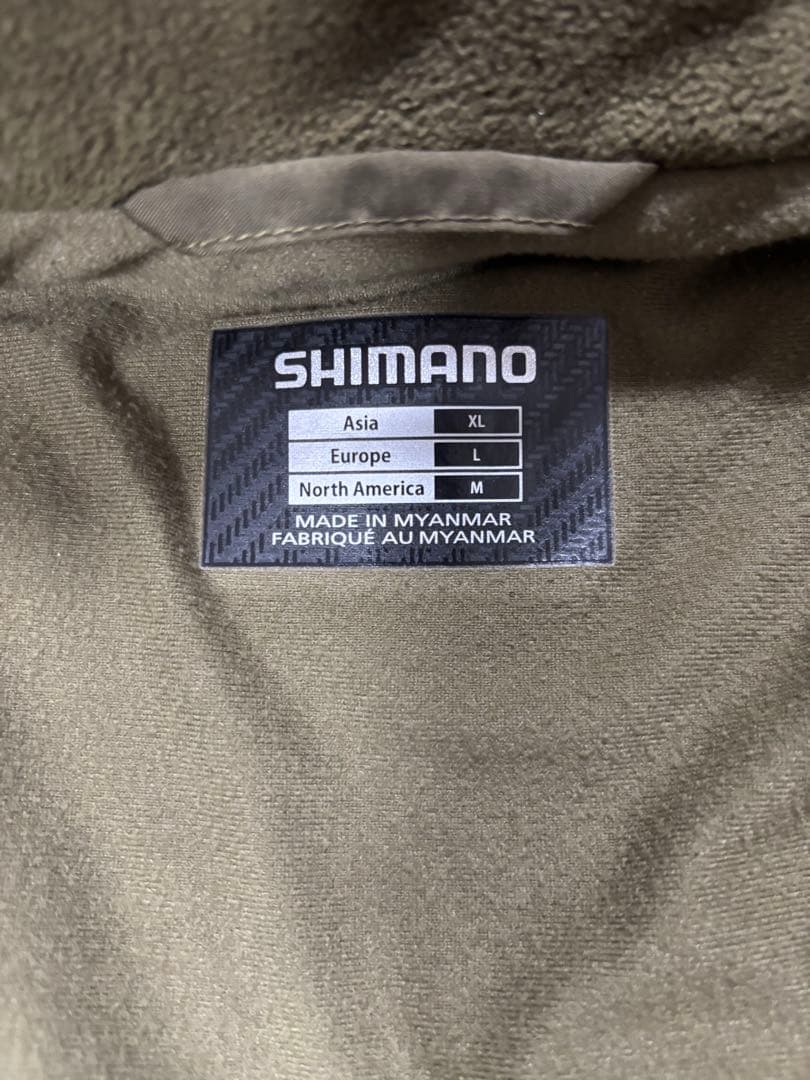 SHIMANO
Asia XL
Europe L
North America M
MADE IN MYANMAR
FABRIQUÉ AU MYANMAR